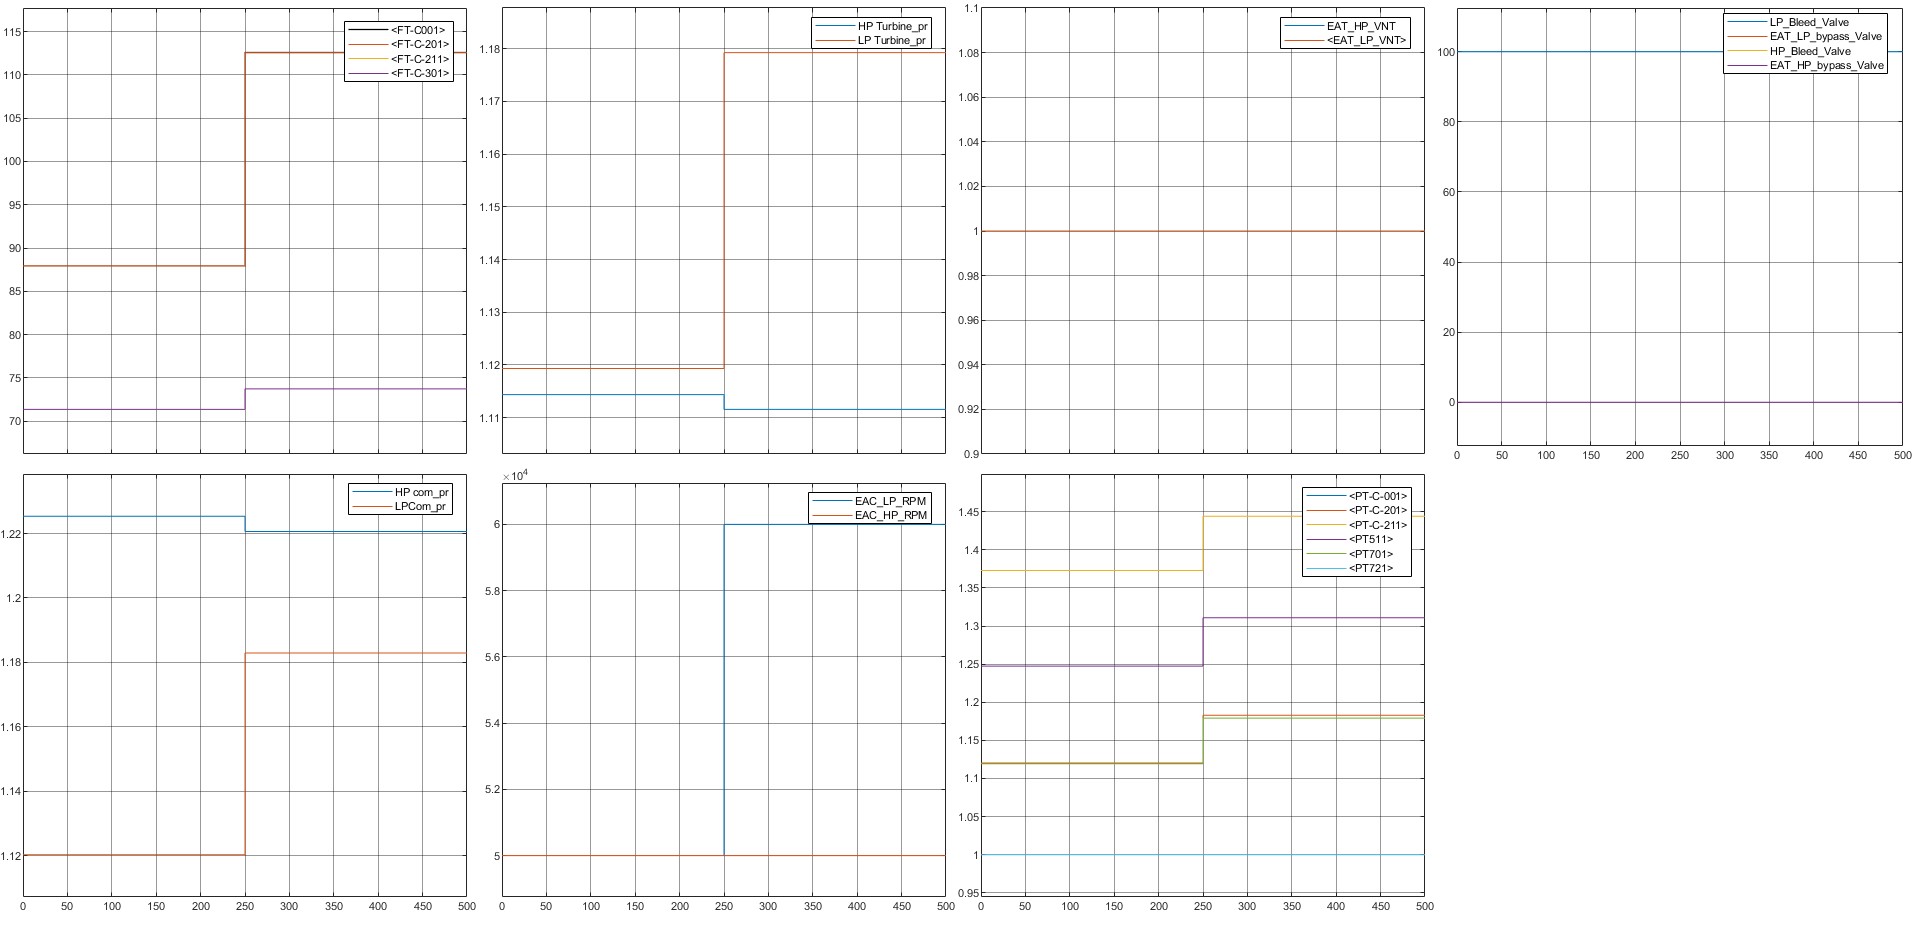 115
110
105
100
95
90
85
80
75
70
<FT-C001>
<FT-C-201>
<FT-C-211>
<FT-C-301>
1.18
1.17
1.16
1.15
1.14
1.13
1.12
1.11
HP Turbine_pr
LP Turbine_pr
1.1
1.08
1.06
1.04
1.02
1
0.98
0.96
0.94
0.92
0.9
EAT_HP_VNT
<EAT_LP_VNT>
100
80
60
40
20
0
LP_Bleed_Valve
EAT_LP_bypass_Valve
HP_Bleed_Valve
EAT_HP_bypass_Valve
0 50 100 150 200 250 300 350 400 450 500
1.22
1.2
1.18
1.16
1.14
1.12
HP com_pr
LPCom_pr
0 50 100 150 200 250 300 350 400 450 500
×10⁴
6
5.8
5.6
5.4
5.2
5
EAC_LP_RPM
EAC_HP_RPM
0 50 100 150 200 250 300 350 400 450 500
1.45
1.4
1.35
1.3
1.25
1.2
1.15
1.1
1.05
1
0.95
<PT-C-001>
<PT-C-201>
<PT-C-211>
<PT511>
<PT701>
<PT721>
0 50 100 150 200 250 300 350 400 450 500